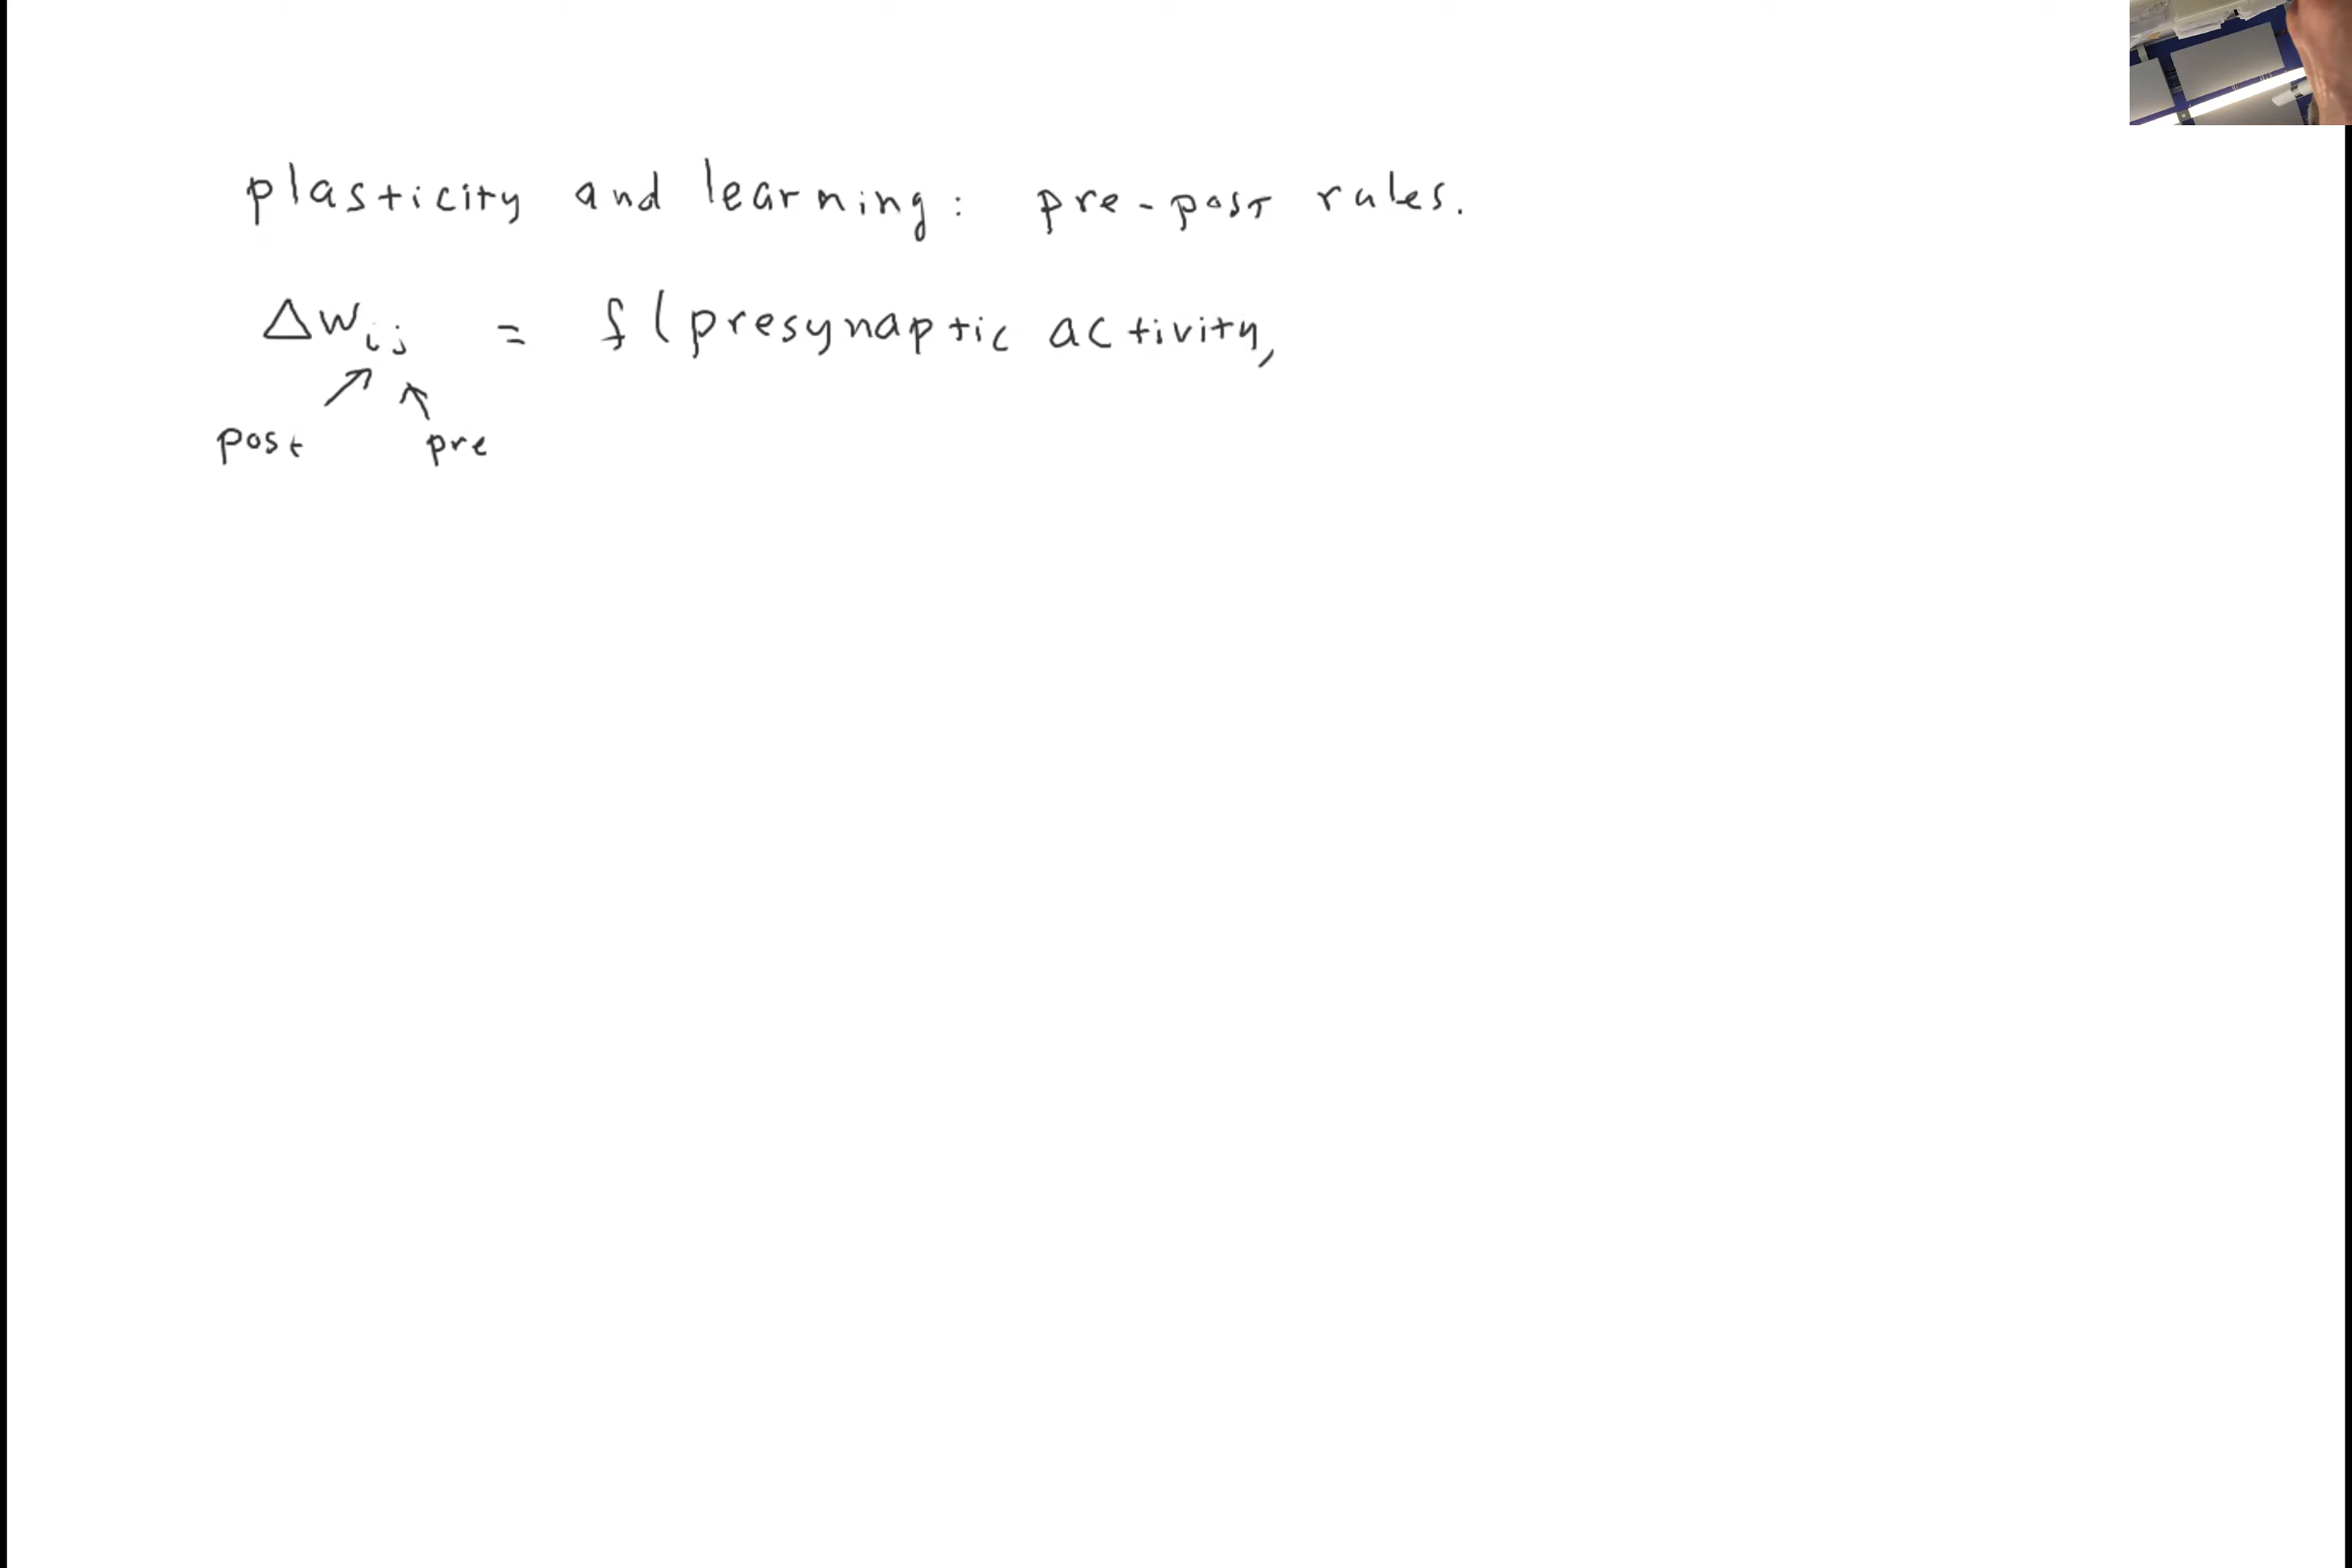 plasticity and learning: pre-post rules.
Δw_ij = f(presynaptic activity,
post pre